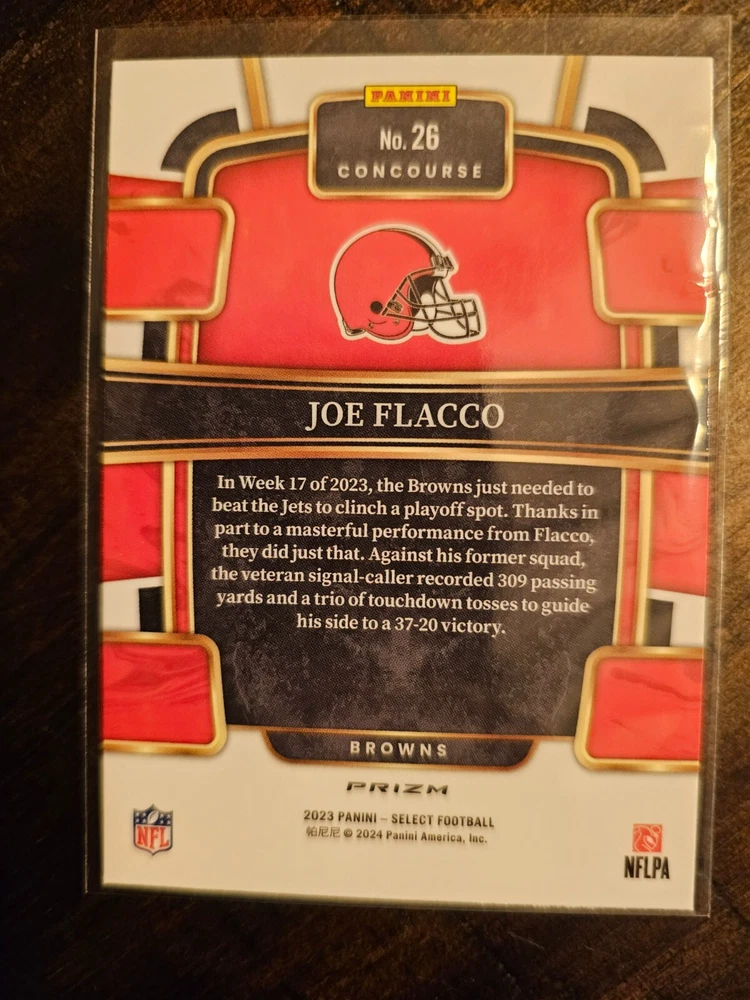 PANINI
No. 26
CONCOURSE
JOE FLACCO
In Week 17 of 2023, the Browns just needed to
beat the Jets to clinch a playoff spot. Thanks in
part to a masterful performance from Flacco,
they did just that. Against his former squad,
the veteran signal-caller recorded 309 passing
yards and a trio of touchdown tosses to guide
his side to a 37-20 victory.
BROWNS
PRIZM
2023 PANINI – SELECT FOOTBALL
帕尼尼 © 2024 Panini America, Inc.
NFL
NFLPA